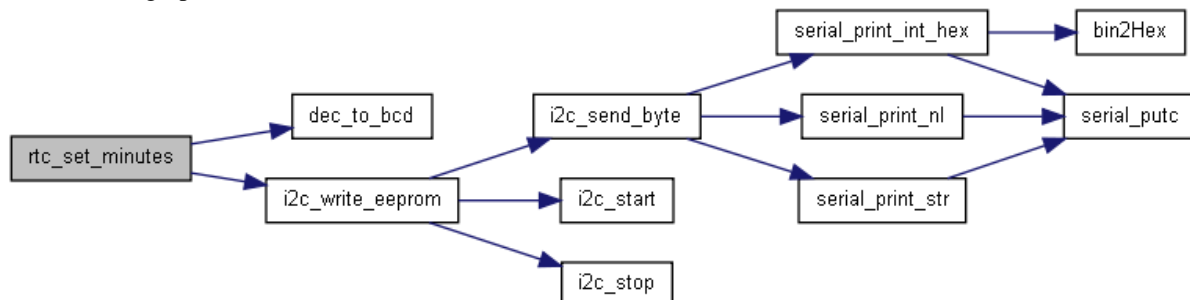 serial_print_int_hex
bin2Hex
dec_to_bcd
i2c_send_byte
serial_print_nl
serial_putc
rtc_set_minutes
i2c_write_eeprom
i2c_start
serial_print_str
i2c_stop